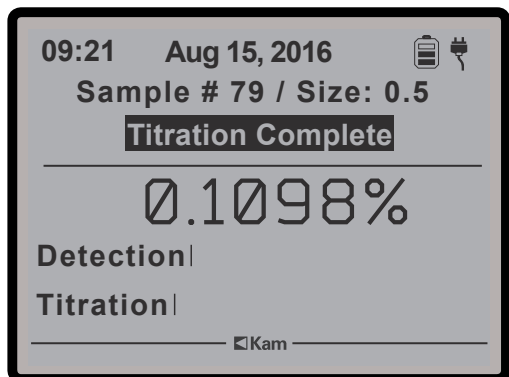 09:21 Aug 15, 2016
Sample # 79 / Size: 0.5
Titration Complete
0.1098%
Detection
Titration
Kam